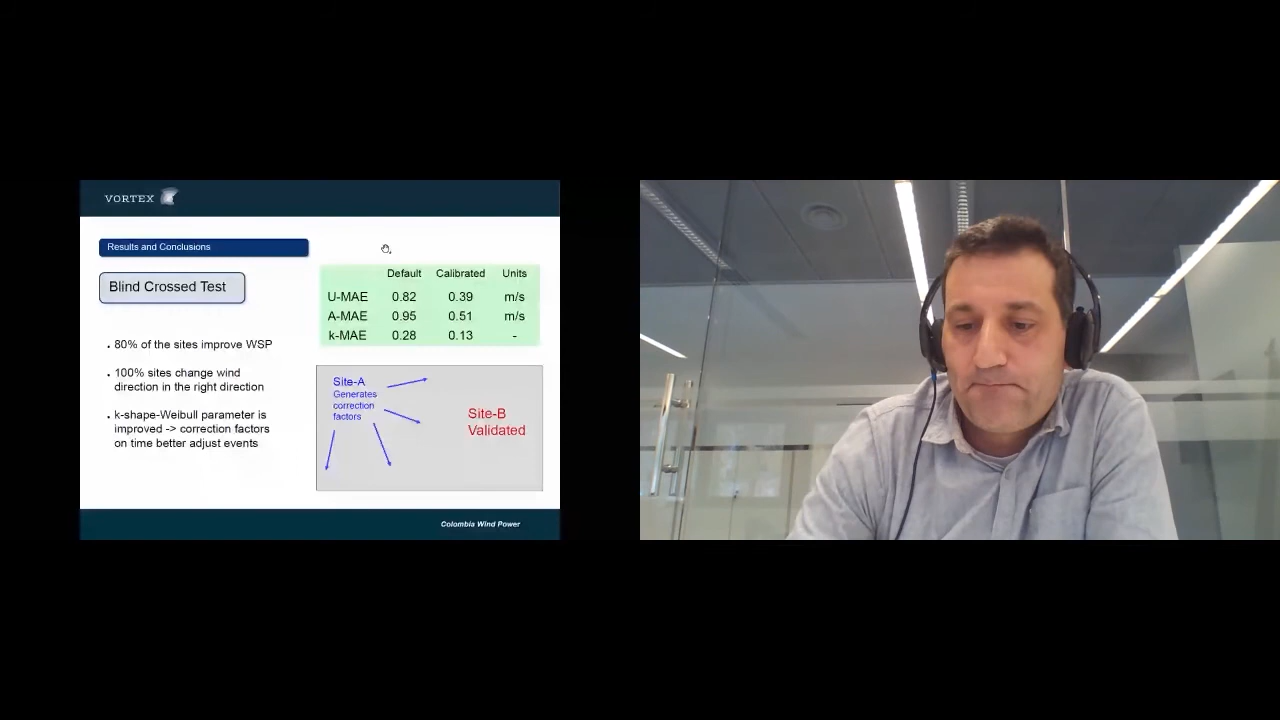 VORTEX
Results and Conclusions
Blind Crossed Test
. 80% of the sites improve WSP
. 100% sites change wind
direction in the right direction
. k-shape-Weibull parameter is
improved -> correction factors
on time better adjust events
Default Calibrated Units
U-MAE 0.82 0.39 m/s
A-MAE 0.95 0.51 m/s
k-MAE 0.28 0.13 -
Site-A
Generates
correction
factors
Site-B
Validated
Colombia Wind Power